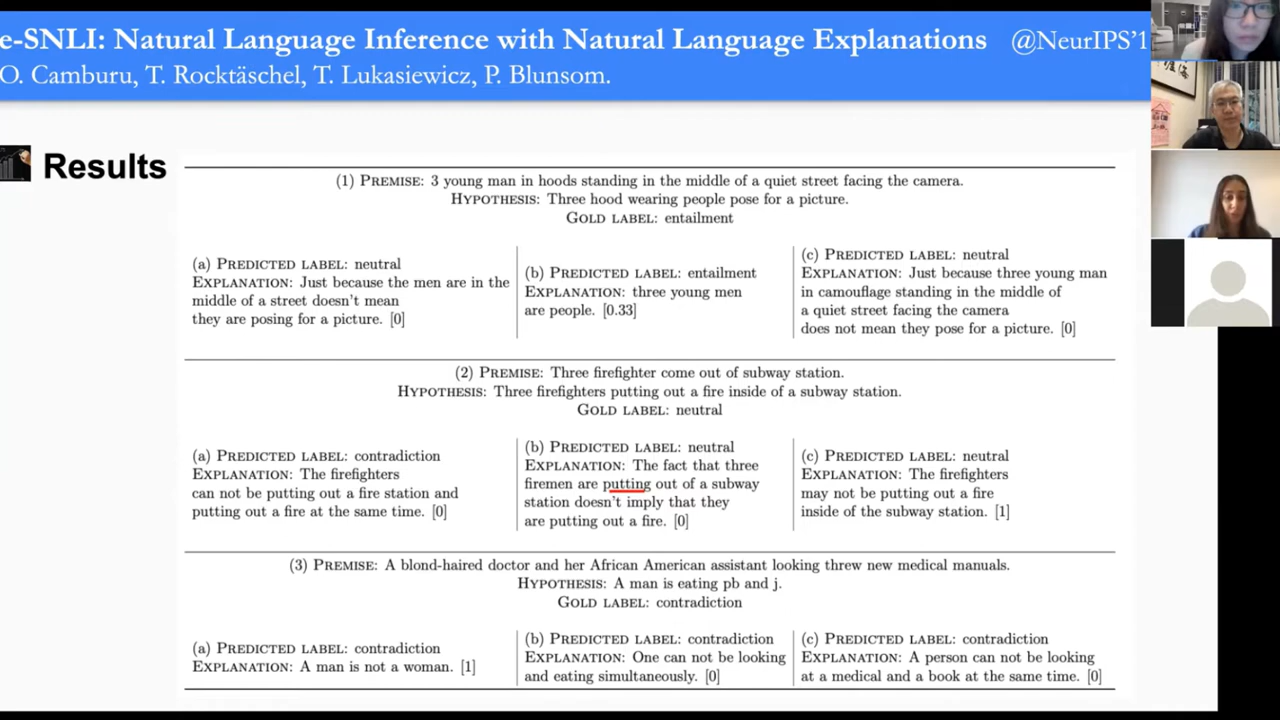 e-SNLI: Natural Language Inference with Natural Language Explanations @NeurIPS'1
O. Camburu, T. Rocktäschel, T. Lukasiewicz, P. Blunsom.
Results
(1) PREMISE: 3 young man in hoods standing in the middle of a quiet street facing the camera.
HYPOTHESIS: Three hood wearing people pose for a picture.
GOLD LABEL: entailment
(a) PREDICTED LABEL: neutral
EXPLANATION: Just because the men are in the
middle of a street doesn't mean
they are posing for a picture. [0]
(b) PREDICTED LABEL: entailment
EXPLANATION: three young men
are people. [0.33]
(c) PREDICTED LABEL: neutral
EXPLANATION: Just because three young man
in camouflage standing in the middle of
a quiet street facing the camera
does not mean they pose for a picture. [0]
(2) PREMISE: Three firefighter come out of subway station.
HYPOTHESIS: Three firefighters putting out a fire inside of a subway station.
GOLD LABEL: neutral
(a) PREDICTED LABEL: contradiction
EXPLANATION: The firefighters
can not be putting out a fire station and
putting out a fire at the same time. [0]
(b) PREDICTED LABEL: neutral
EXPLANATION: The fact that three
firemen are putting out of a subway
station doesn't imply that they
are putting out a fire. [0]
(c) PREDICTED LABEL: neutral
EXPLANATION: The firefighters
may not be putting out a fire
inside of the subway station. [1]
(3) PREMISE: A blond-haired doctor and her African American assistant looking threw new medical manuals.
HYPOTHESIS: A man is eating pb and j.
GOLD LABEL: contradiction
(a) PREDICTED LABEL: contradiction
EXPLANATION: A man is not a woman. [1]
(b) PREDICTED LABEL: contradiction
EXPLANATION: One can not be looking
and eating simultaneously. [0]
(c) PREDICTED LABEL: contradiction
EXPLANATION: A person can not be looking
at a medical and a book at the same time. [0]